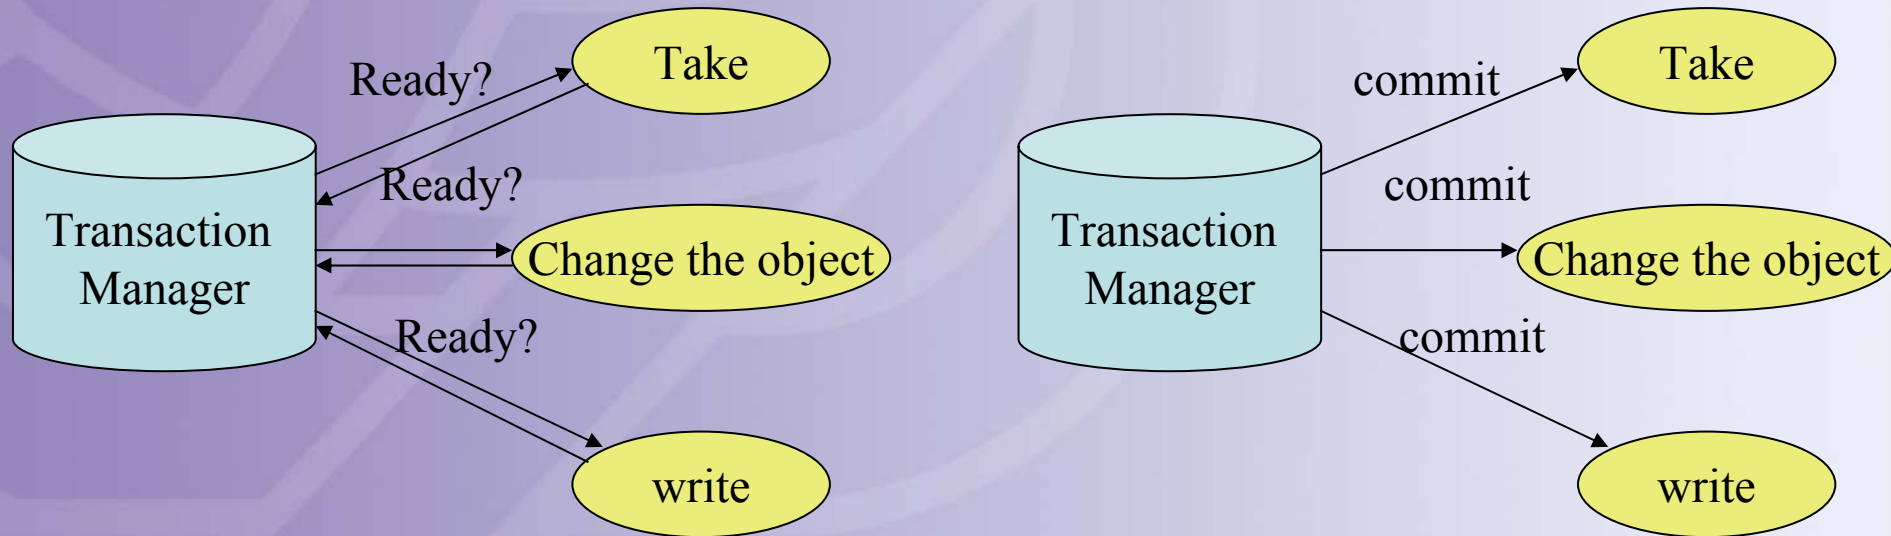 Take
Ready?
Ready?
Transaction
Manager
Change the object
Ready?
write
Take
commit
commit
Transaction
Manager
Change the object
commit
write